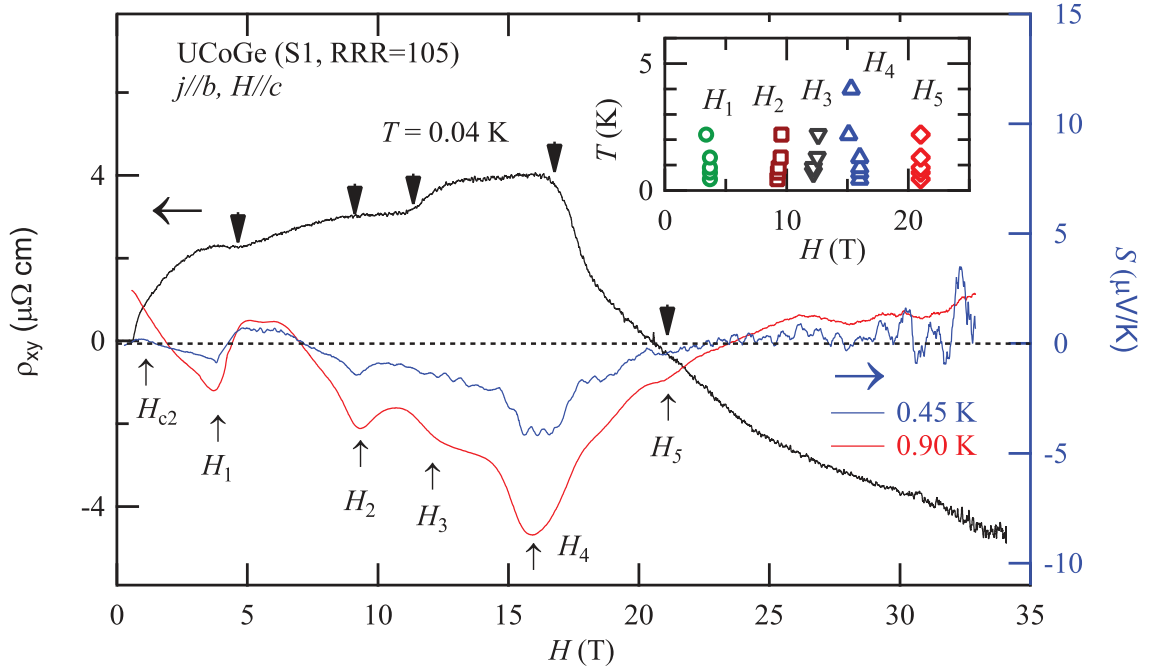 UCoGe (S1, RRR=105)
j//b, H//c
T = 0.04 K
ρxy (μΩ cm)
4
0
-4
0
5
10
15
20
25
30
35
H (T)
15
10
5
0
-5
-10
S (μV/K)
Hc2
H1
H2
H3
H4
H5
0.45 K
0.90 K
T (K)
5
0
0
10
20
H (T)
H1
H2
H3
H4
H5